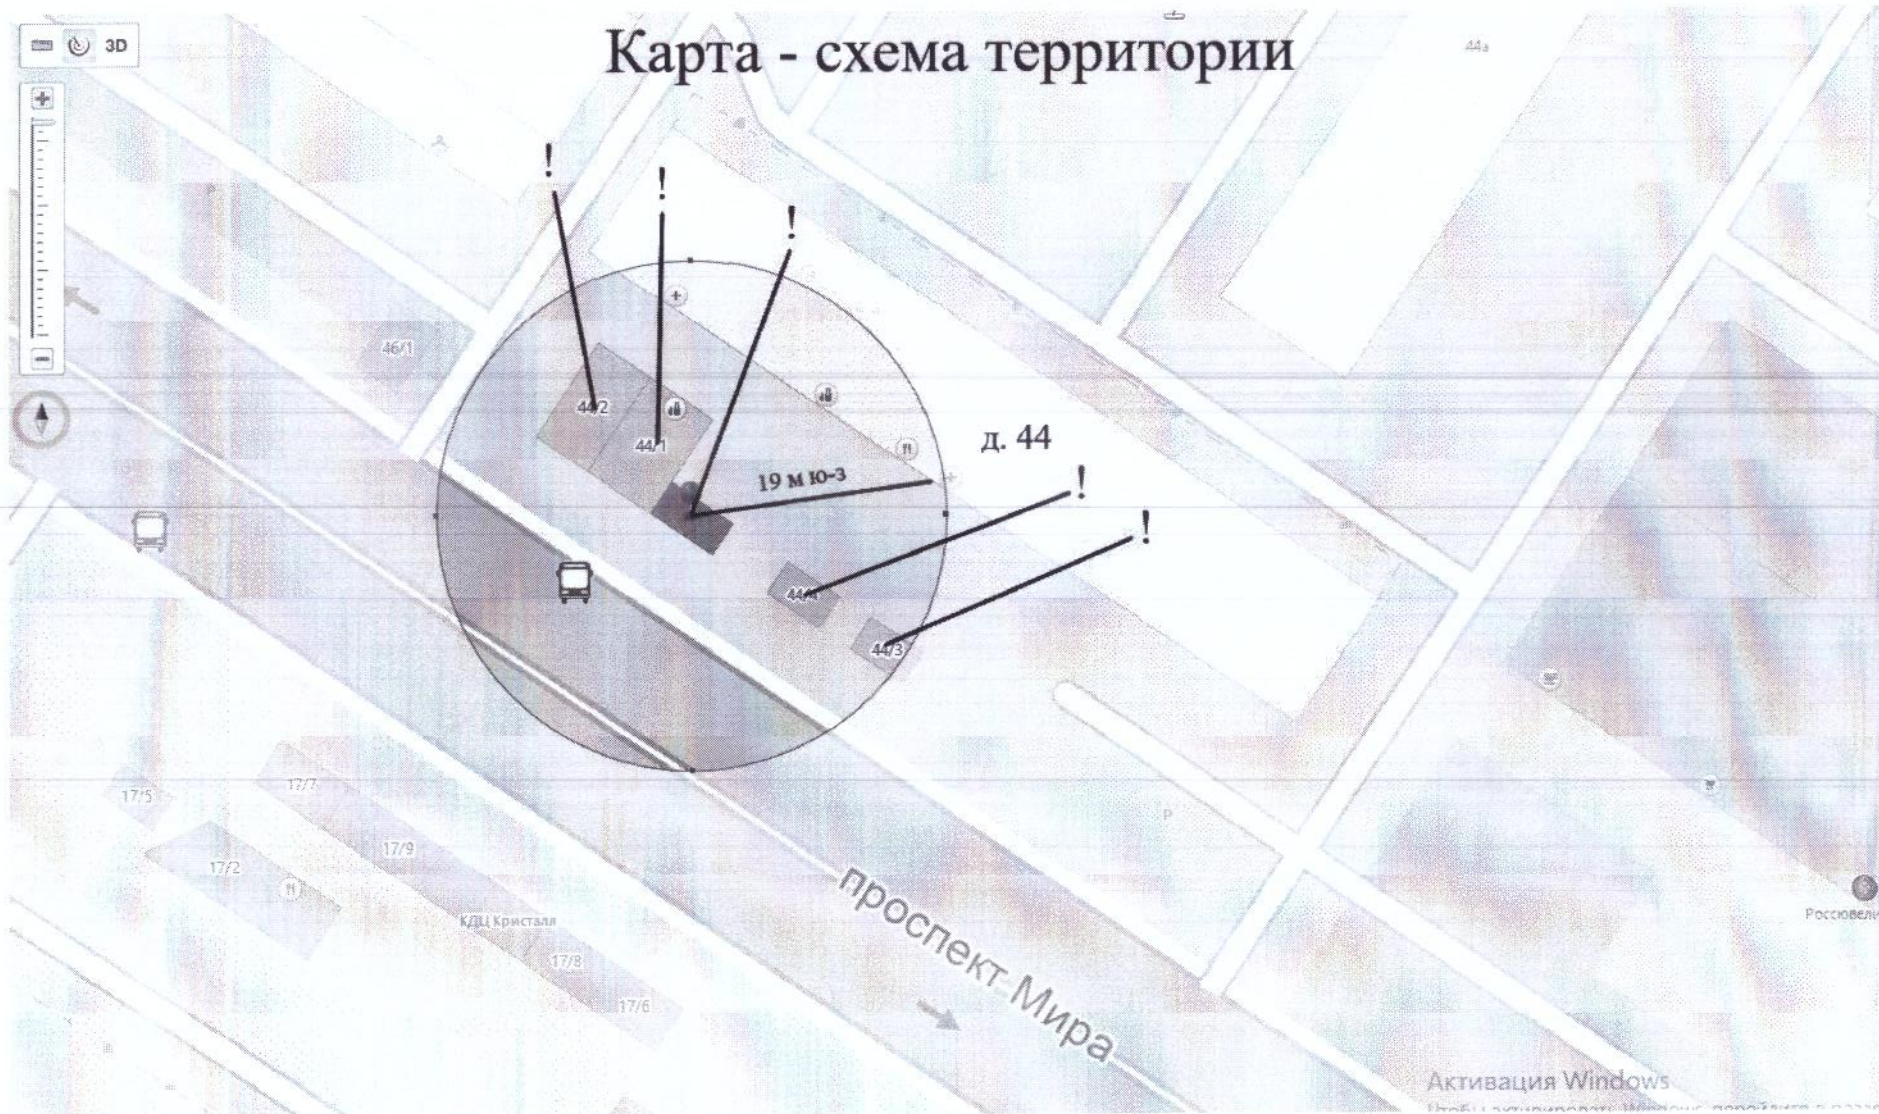 3D
Карта - схема территории
44а
!
!
!
46/1
44/2
44/1
д. 44
19 м ю-з
!
!
44/4
44/3
17/5
17/7
17/2
17/9
КДЦ Кристалл
17/8
17/6
P
проспект Мира
Активация Windows